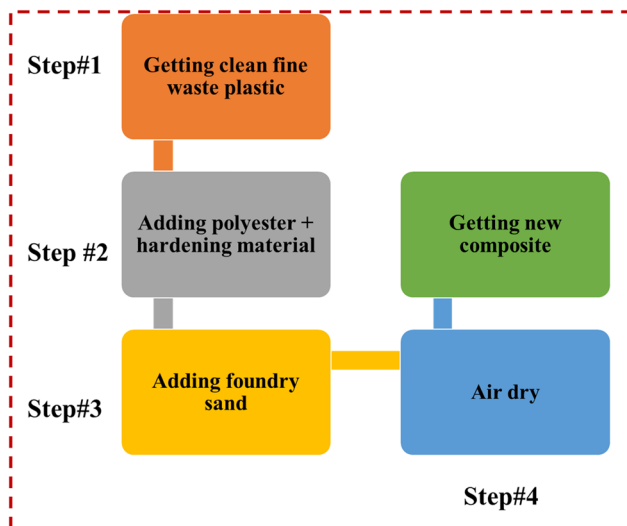 Step#1
Getting clean fine
waste plastic
Step #2
Adding polyester +
hardening material
Getting new
composite
Step#3
Adding foundry
sand
Air dry
Step#4